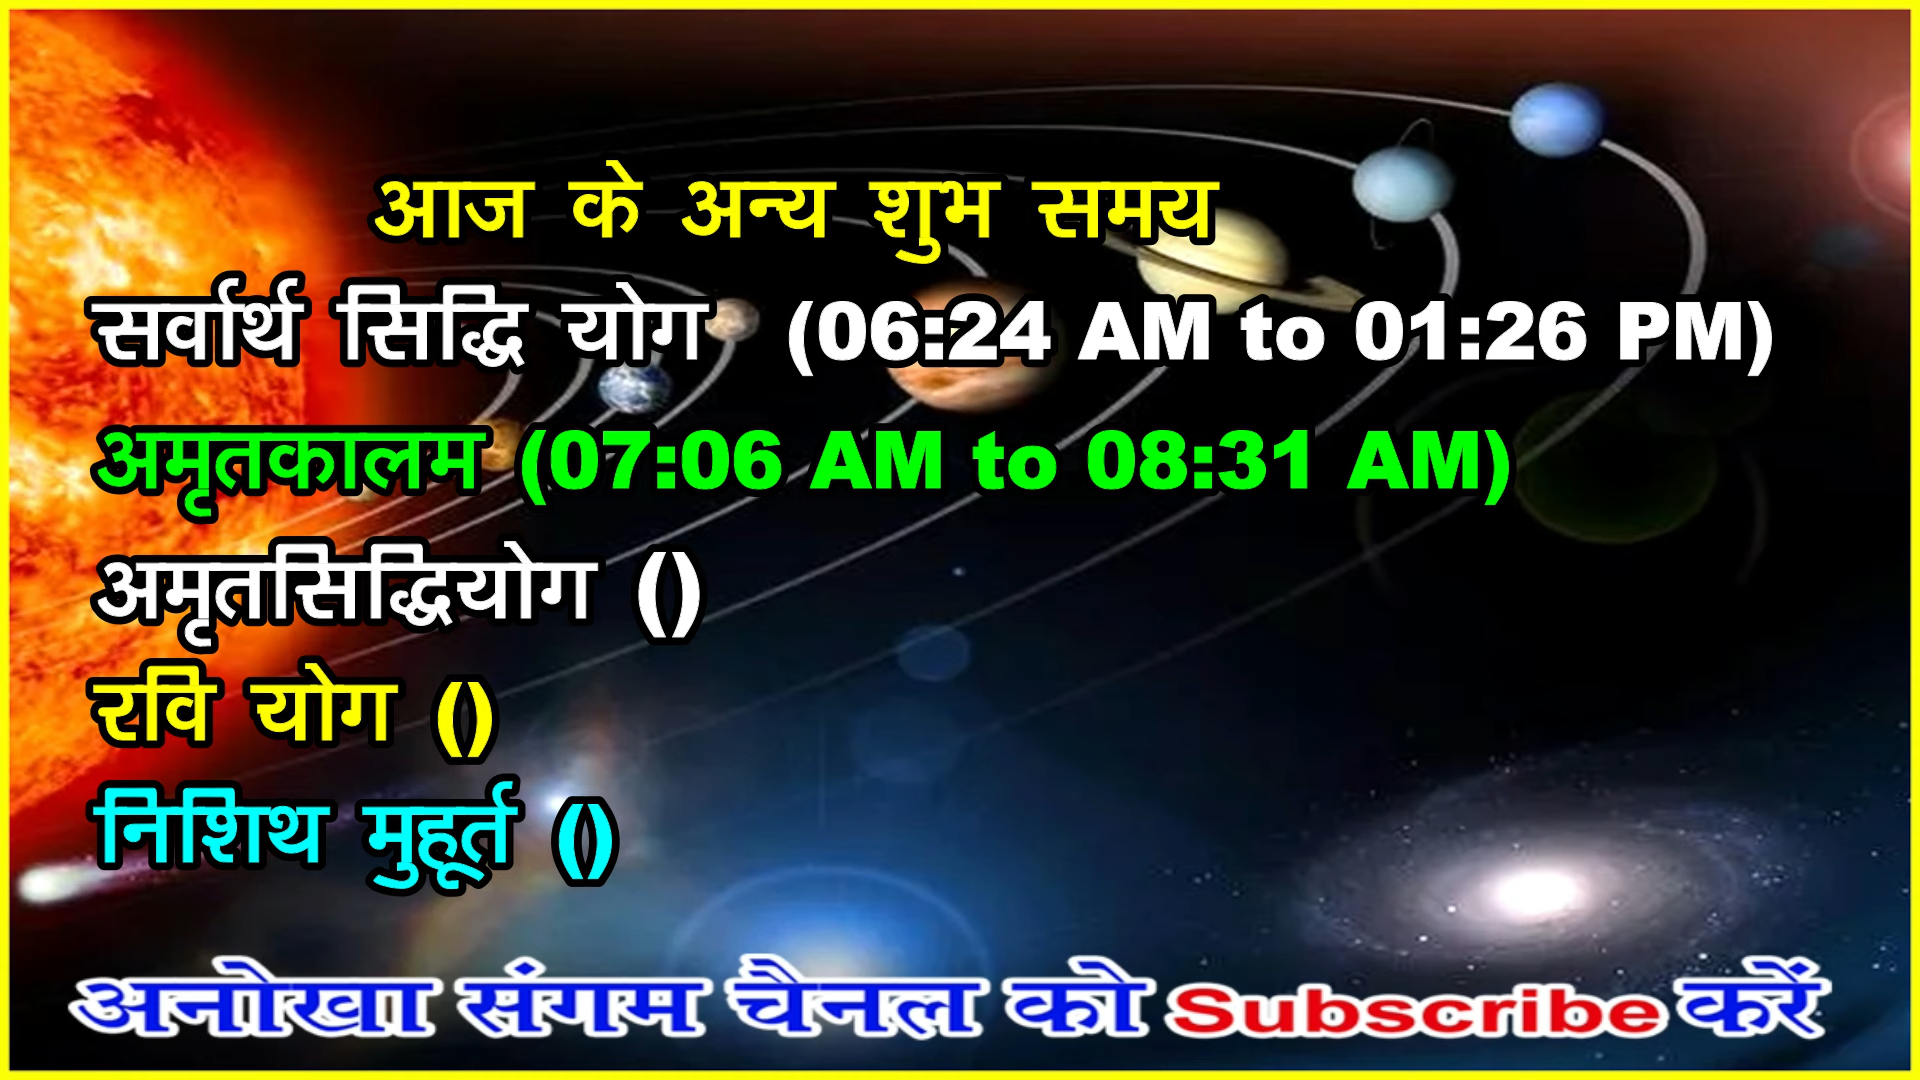 आज के अन्य शुभ समय
सर्वार्थ सिद्धि योग (06:24 AM to 01:26 PM)
अमृतकालम (07:06 AM to 08:31 AM)
अमृतसिद्धियोग ()
रवि योग ()
निशिथ मुहूर्त ()
अनोखा संगम चैनल को Subscribe करें